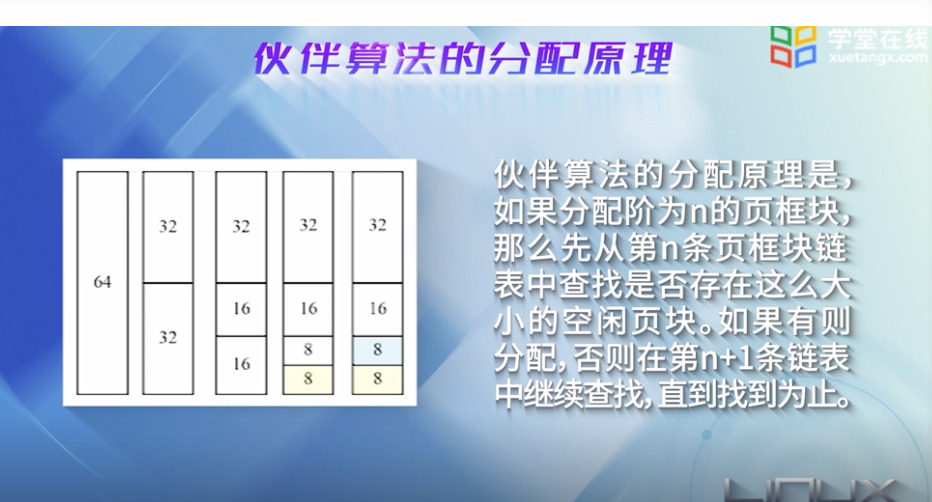 伙伴算法的分配原理
学堂在线
xuetangx.com
64
32
32
32
16
16
32
16
8
8
32
16
8
8
伙伴算法的分配原理是，
如果分配阶为n的页框块，
那么先从第n条页框块链
表中查找是否存在这么大
小的空闲页块。如果有则
分配，否则在第n+1条链表
中继续查找，直到找到为止。